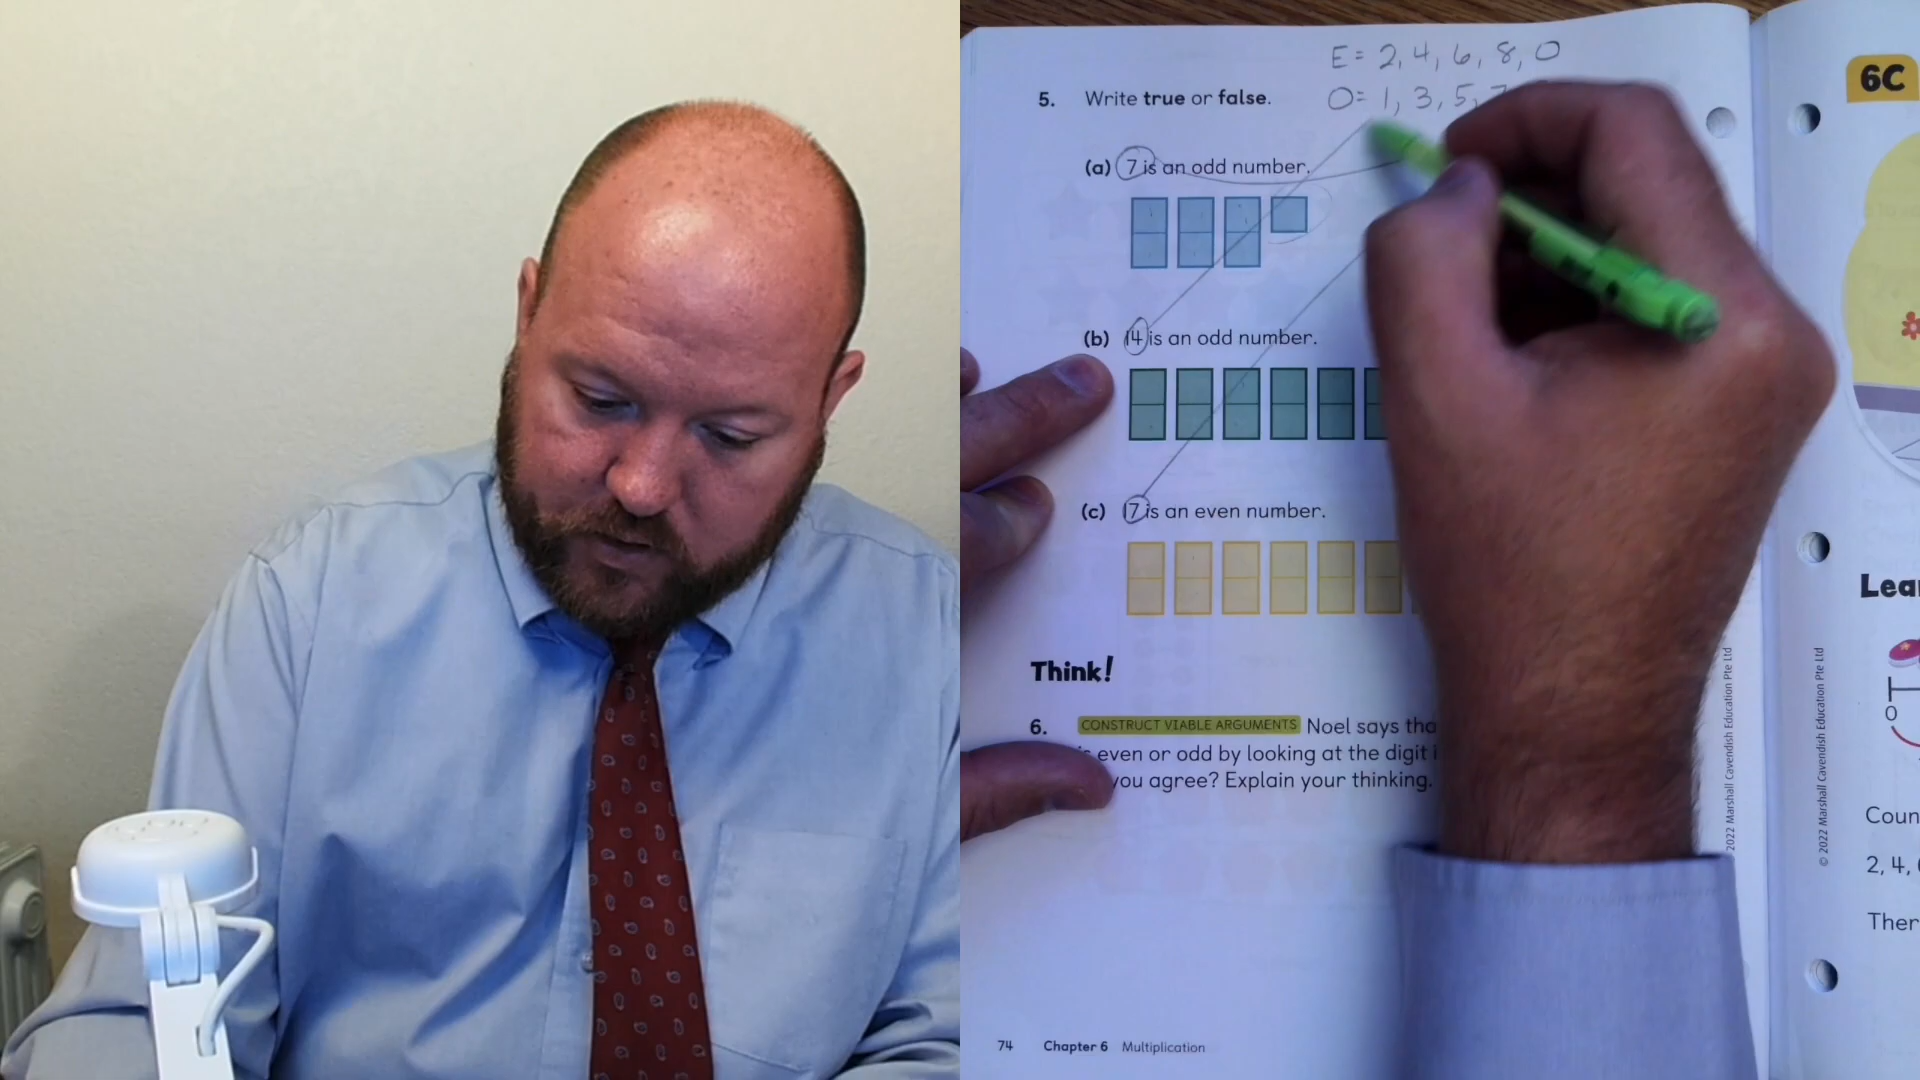 E = 2, 4, 6, 8, 0
5. Write true or false.
O = 1, 3, 5, 7
(a) 7 is an odd number.
(b) 14 is an odd number.
(c) 17 is an even number.
Think!
6. CONSTRUCT VIABLE ARGUMENTS Noel says tha
even or odd by looking at the digit i
you agree? Explain your thinking.
74 Chapter 6 Multiplication
2022 Marshall Cavendish Education Pte Ltd
© 2022 Marshall Cavendish Education Pte Ltd
6C
Lear
0
Coun
2, 4,
Ther